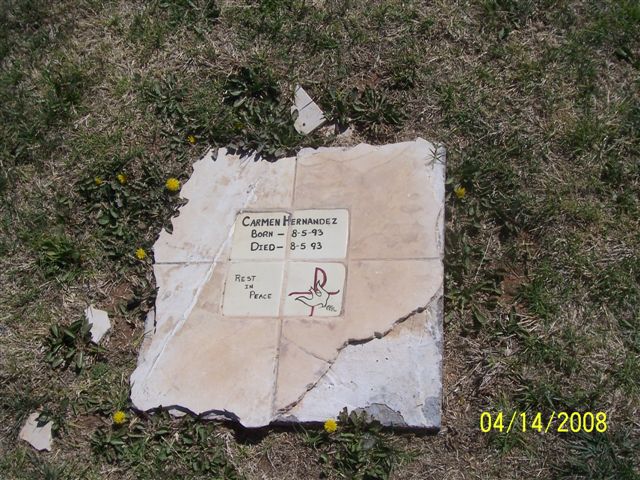 CARMEN HERNANDEZ
BORN - 8-5-93
DIED - 8-5 93
REST
IN
PEACE
04/14/2008